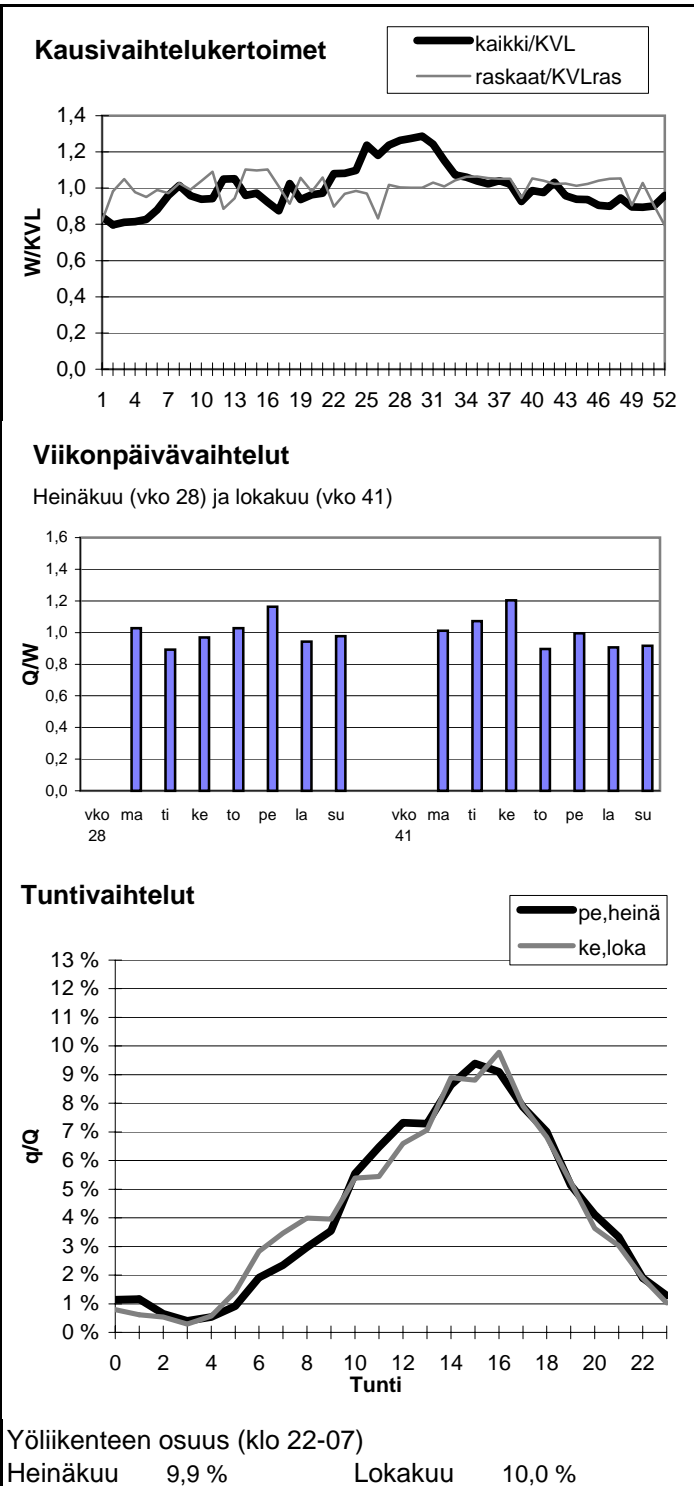 Kausivaihtelukertoimet
kaikki/KVL
raskaat/KVLras
1,4
1,2
1,0
0,8
0,6
0,4
0,2
0,0
W/KVL
1 4 7 10 13 16 19 22 25 28 31 34 37 40 43 46 49 52
Viikonpäivävaihtelut
Heinäkuu (vko 28) ja lokakuu (vko 41)
1,6
1,4
1,2
1,0
0,8
0,6
0,4
0,2
0,0
Q/W
vko 28 ma ti ke to pe la su vko 41 ma ti ke to pe la su
Tuntivaihtelut
pe,heinä
ke,loka
13 %
12 %
11 %
10 %
9 %
8 %
7 %
6 %
5 %
4 %
3 %
2 %
1 %
0 %
q/Q
0 2 4 6 8 10 12 14 16 18 20 22
Tunti
Yöliikenteen osuus (klo 22-07)
Heinäkuu 9,9 % Lokakuu 10,0 %